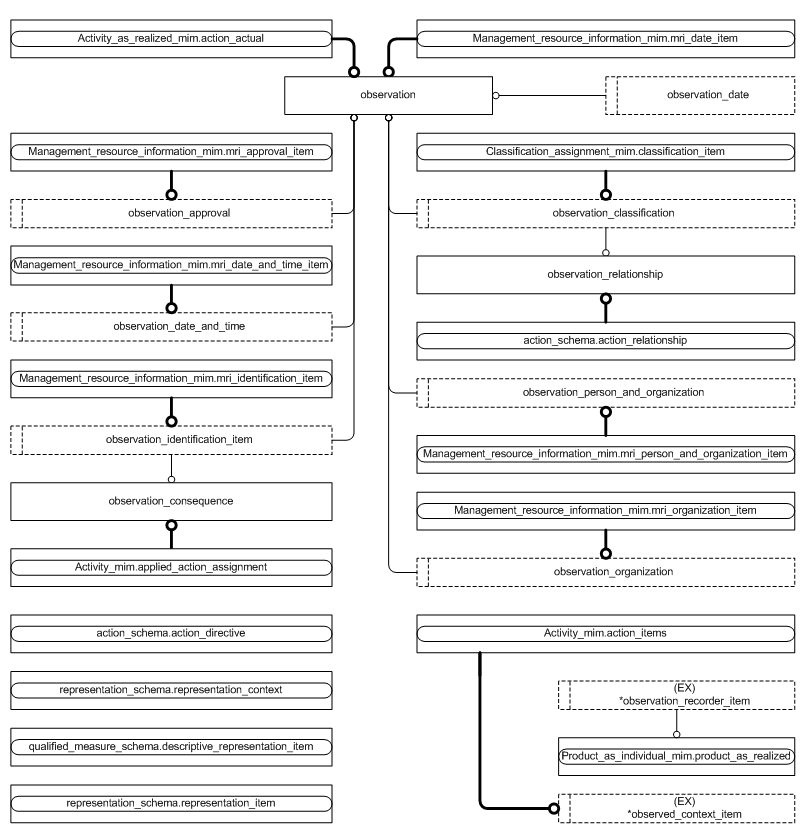 Activity_as_realized_mim.action_actual
Management_resource_information_mim.mri_date_item
observation
observation_date
Management_resource_information_mim.mri_approval_item
Classification_assignment_mim.classification_item
observation_approval
observation_classification
Management_resource_information_mim.mri_date_and_time_item
observation_relationship
observation_date_and_time
action_schema.action_relationship
Management_resource_information_mim.mri_identification_item
observation_person_and_organization
observation_identification_item
Management_resource_information_mim.mri_person_and_organization_item
observation_consequence
Management_resource_information_mim.mri_organization_item
Activity_mim.applied_action_assignment
observation_organization
action_schema.action_directive
Activity_mim.action_items
representation_schema.representation_context
(EX)
*observation_recorder_item
qualified_measure_schema.descriptive_representation_item
Product_as_individual_mim.product_as_realized
representation_schema.representation_item
(EX)
*observed_context_item